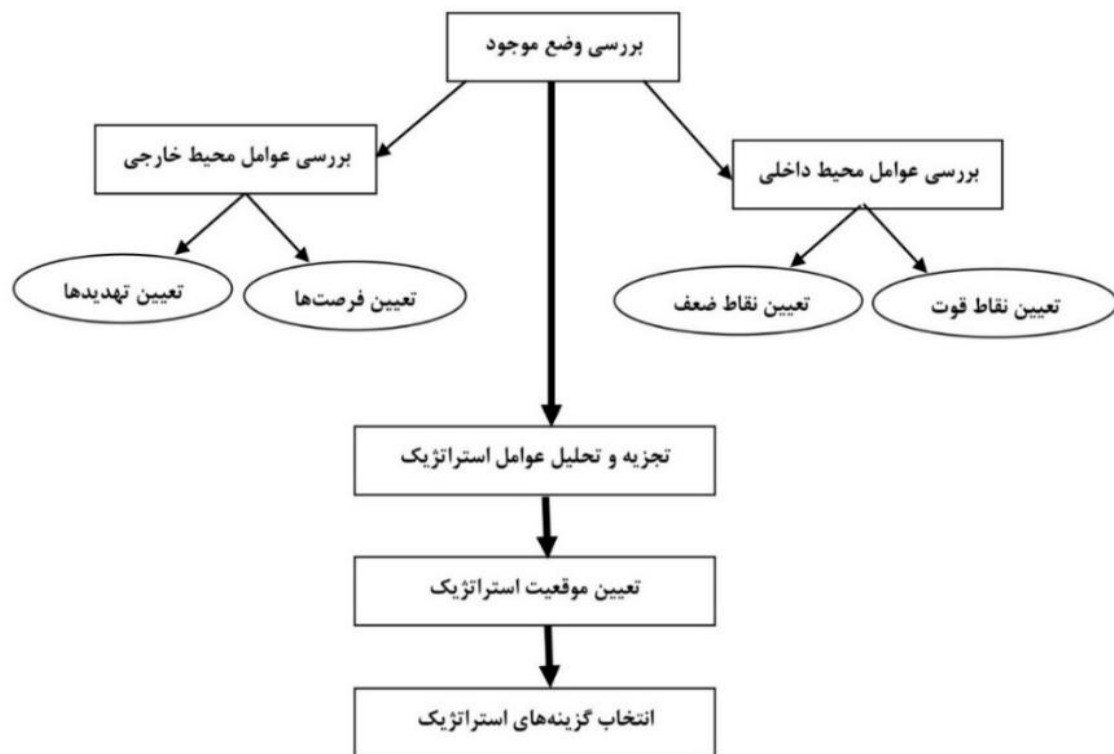 بررسی وضع موجود
بررسی عوامل محیط داخلی
بررسی عوامل محیط خارجی
تعیین نقاط قوت
تعیین نقاط ضعف
تعیین فرصت‌ها
تعیین تهدیدها
تجزیه و تحلیل عوامل استراتژیک
تعیین موقعیت استراتژیک
انتخاب گزینه‌های استراتژیک